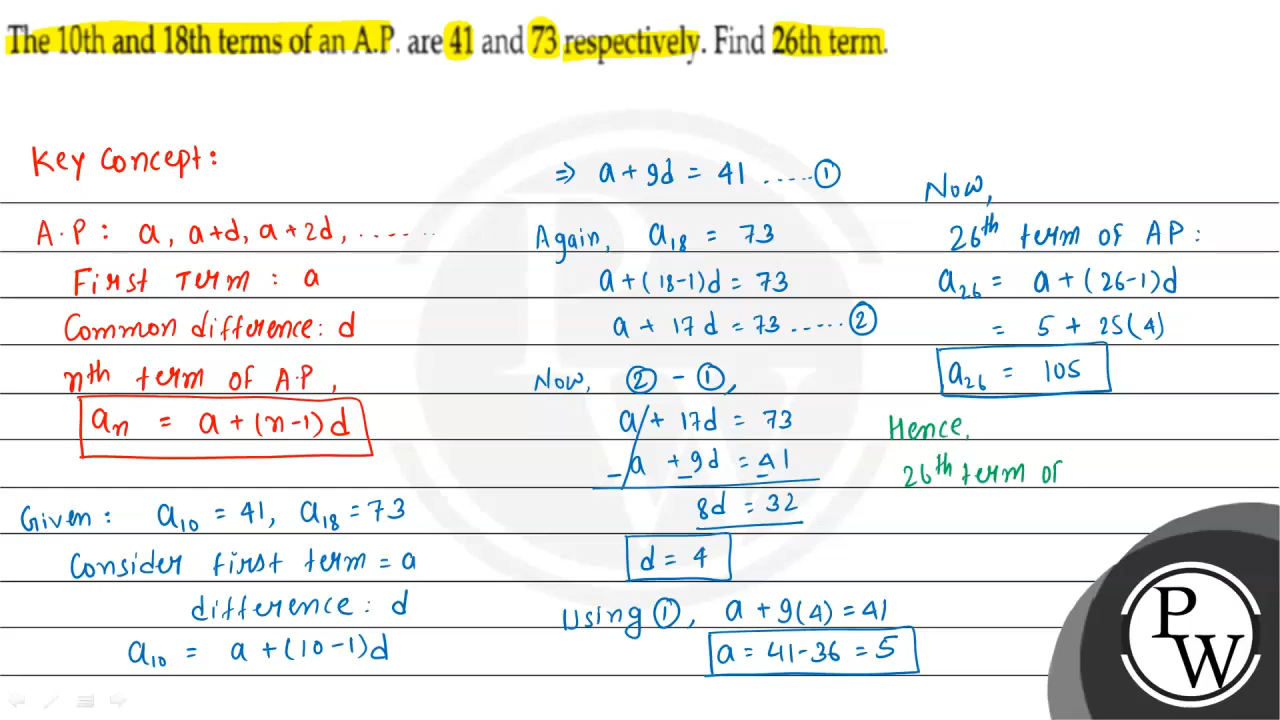 The 10th and 18th terms of an A.P. are 41 and 73 respectively. Find 26th term.
Key Concept:
A.P: a, a+d, a+2d, ........
First Term: a
Common difference: d
nth term of A.P,
aₙ = a+(n-1)d
Given: a₁₀ = 41, a₁₈ = 73
Consider first term = a
difference: d
a₁₀ = a+(10-1)d
⇒ a+9d = 41 ......①
Again, a₁₈ = 73
a+(18-1)d = 73
a + 17d = 73 ......②
Now, ② - ①,
a + 17d = 73
- a + 9d = 41
- -
8d = 32
d = 4
Using ①, a + 9(4) = 41
a = 41-36 = 5
Now,
26th term of AP:
a₂₆ = a+(26-1)d
= 5 + 25(4)
a₂₆ = 105
Hence,
26th term of
P
W